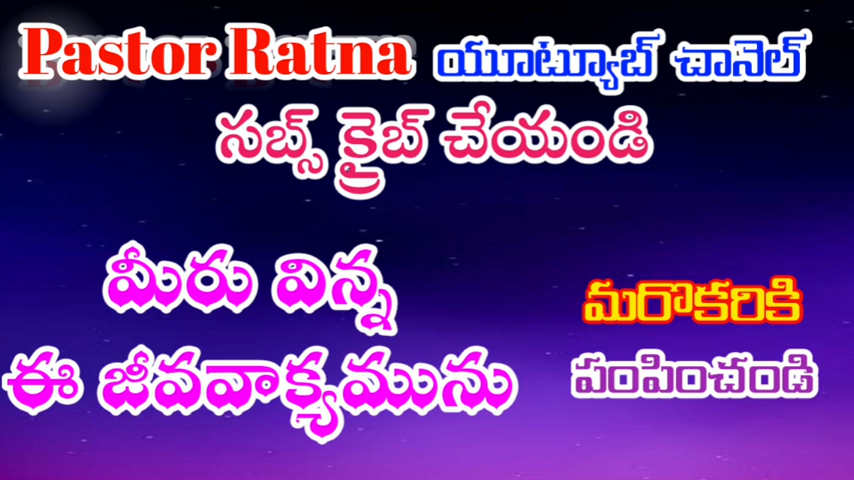 Pastor Ratna యూట్యూబ్ చానెల్
సబ్స్ క్రైబ్ చేయండి
మీరు విన్న
ఈ జీవవాక్యమును
మరొకరికి
పంపించండి